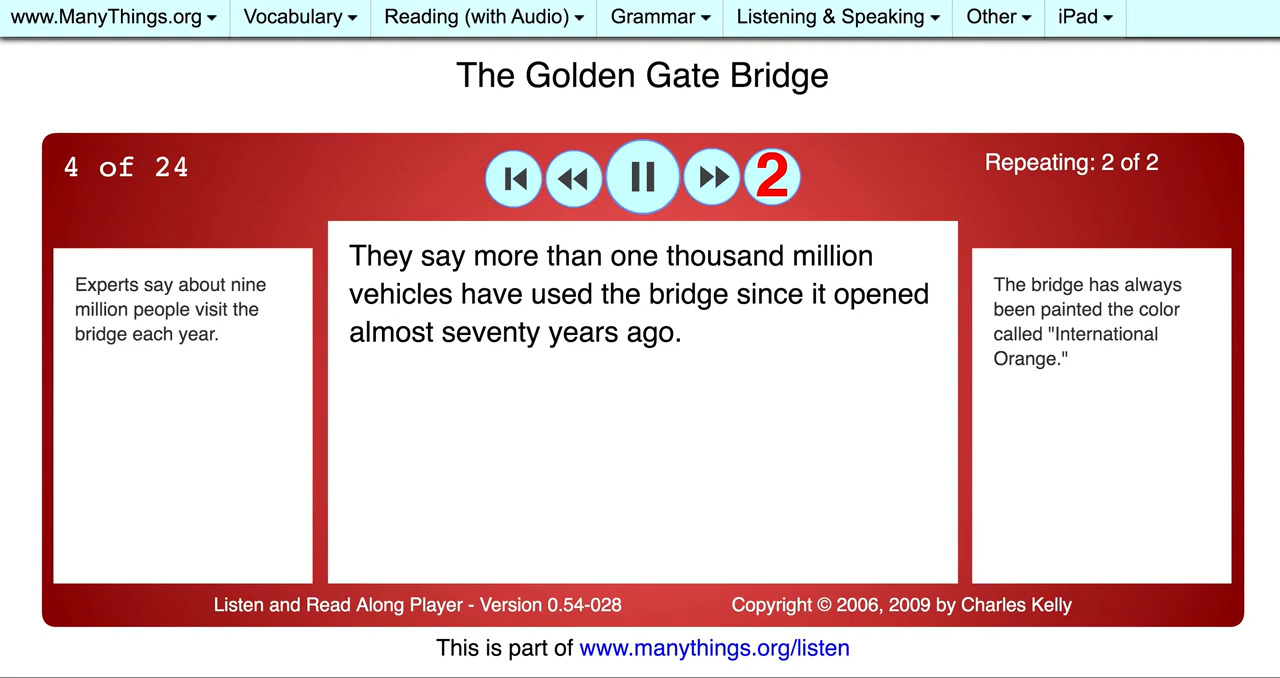 www.ManyThings.org Vocabulary Reading (with Audio) Grammar Listening & Speaking Other iPad
The Golden Gate Bridge
4 of 24
2
Repeating: 2 of 2
Experts say about nine
million people visit the
bridge each year.
They say more than one thousand million
vehicles have used the bridge since it opened
almost seventy years ago.
The bridge has always
been painted the color
called "International
Orange."
Listen and Read Along Player - Version 0.54-028
Copyright © 2006, 2009 by Charles Kelly
This is part of www.manythings.org/listen